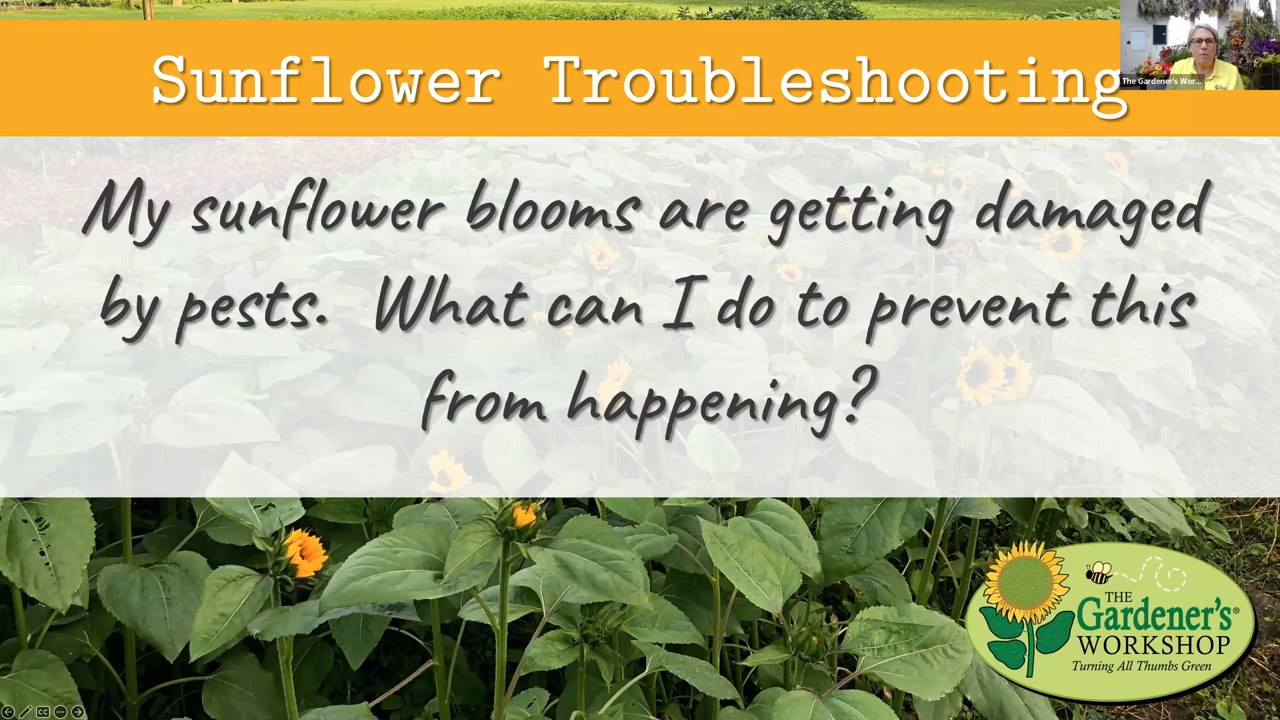 Sunflower Troubleshooting
The Gardener's Wor...
My sunflower blooms are getting damaged
by pests. What can I do to prevent this
from happening?
THE
Gardener's®
WORKSHOP
Turning All Thumbs Green
CC